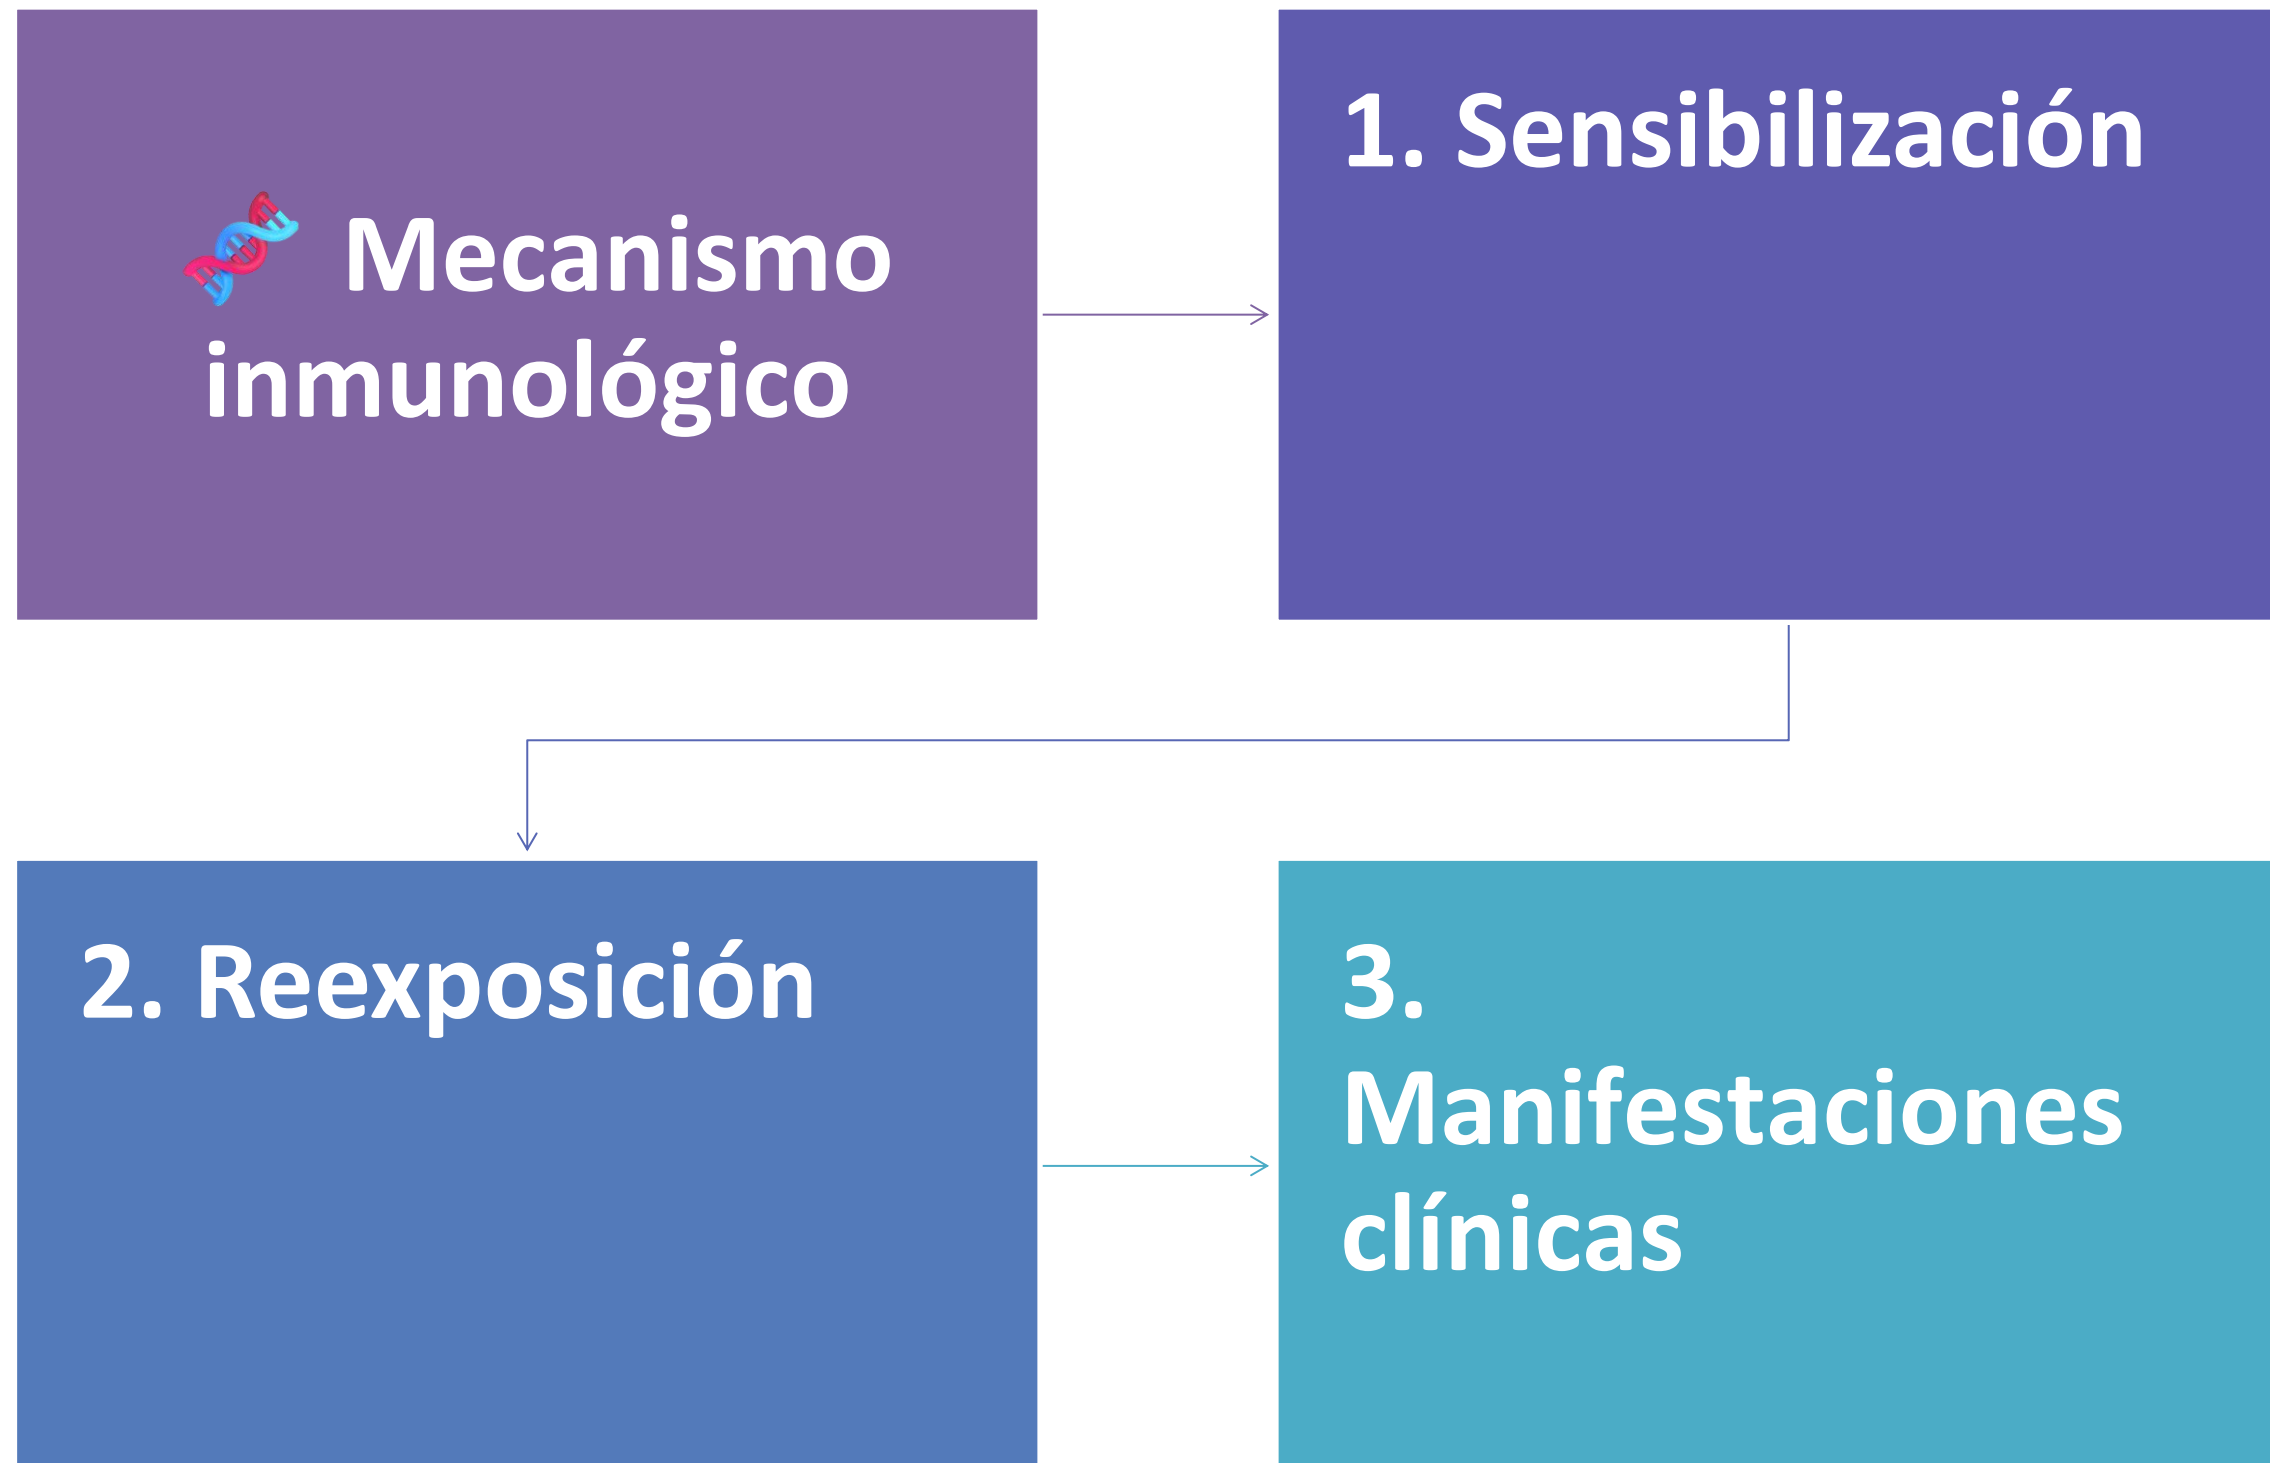 🧬 Mecanismo
inmunológico
1. Sensibilización
2. Reexposición
3.
Manifestaciones
clínicas